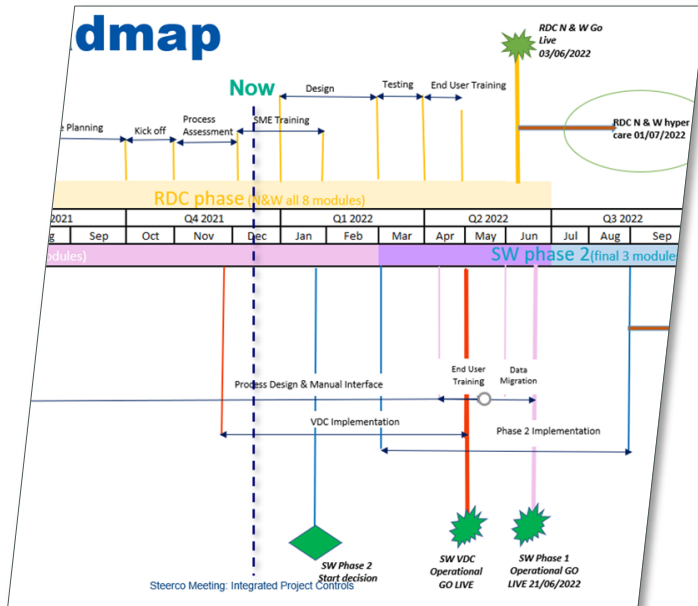 dmap
RDC N & W Go
Live
03/06/2022
Now
Design
Testing
End User Training
SME Training
Process
Assessment
Kick off
e Planning
RDC N & W hyper
care 01/07/2022
RDC phase (N&W all 8 modules)
2021
Q4 2021
Q1 2022
Q2 2022
Q3 2022
g
Sep
Oct
Nov
Dec
Jan
Feb
Mar
Apr
May
Jun
Jul
Aug
Sep
odules)
SW phase 2(final 3 module
End User
Training
Data
Migration
Process Design & Manual Interface
VDC Implementation
Phase 2 Implementation
SW Phase 2
Start decision
SW VDC
Operational
GO LIVE
SW Phase 1
Operational GO
LIVE 21/06/2022
Steerco Meeting: Integrated Project Controls